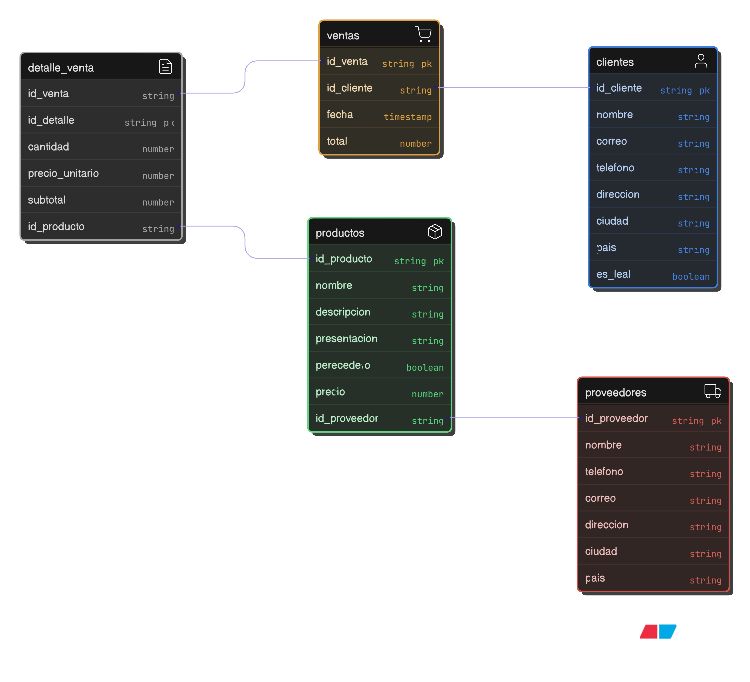 detalle_venta
id_venta string
id_detalle string pk
cantidad number
precio_unitario number
subtotal number
id_producto string
ventas
id_venta string pk
id_cliente string
fecha timestamp
total number
clientes
id_cliente string pk
nombre string
correo string
telefono string
direccion string
ciudad string
pais string
es_leal boolean
productos
id_producto string pk
nombre string
descripcion string
presentacion string
perecedero boolean
precio number
id_proveedor string
proveedores
id_proveedor string pk
nombre string
telefono string
correo string
direccion string
ciudad string
pais string